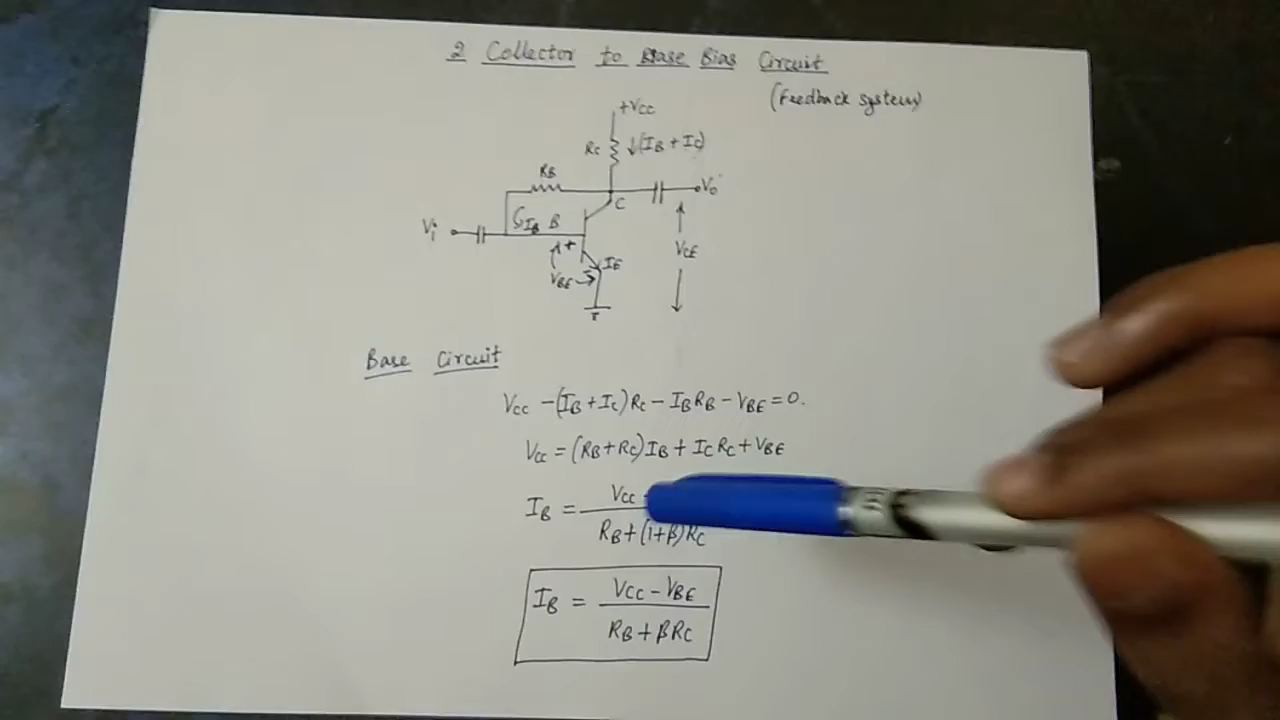 2 Collector to Base Bias Circuit
(Feedback system)
+VCC
RC ↓(IB + IC)
RB
C
V0
Vi
IB B
+
VCE
IE
VBE
Base Circuit
VCC - (IB + IC) RC - IB RB - VBE = 0.
VCC = (RB + RC) IB + IC RC + VBE
IB = VCC
RB + (1+β) RC
IB = VCC - VBE
RB + β RC